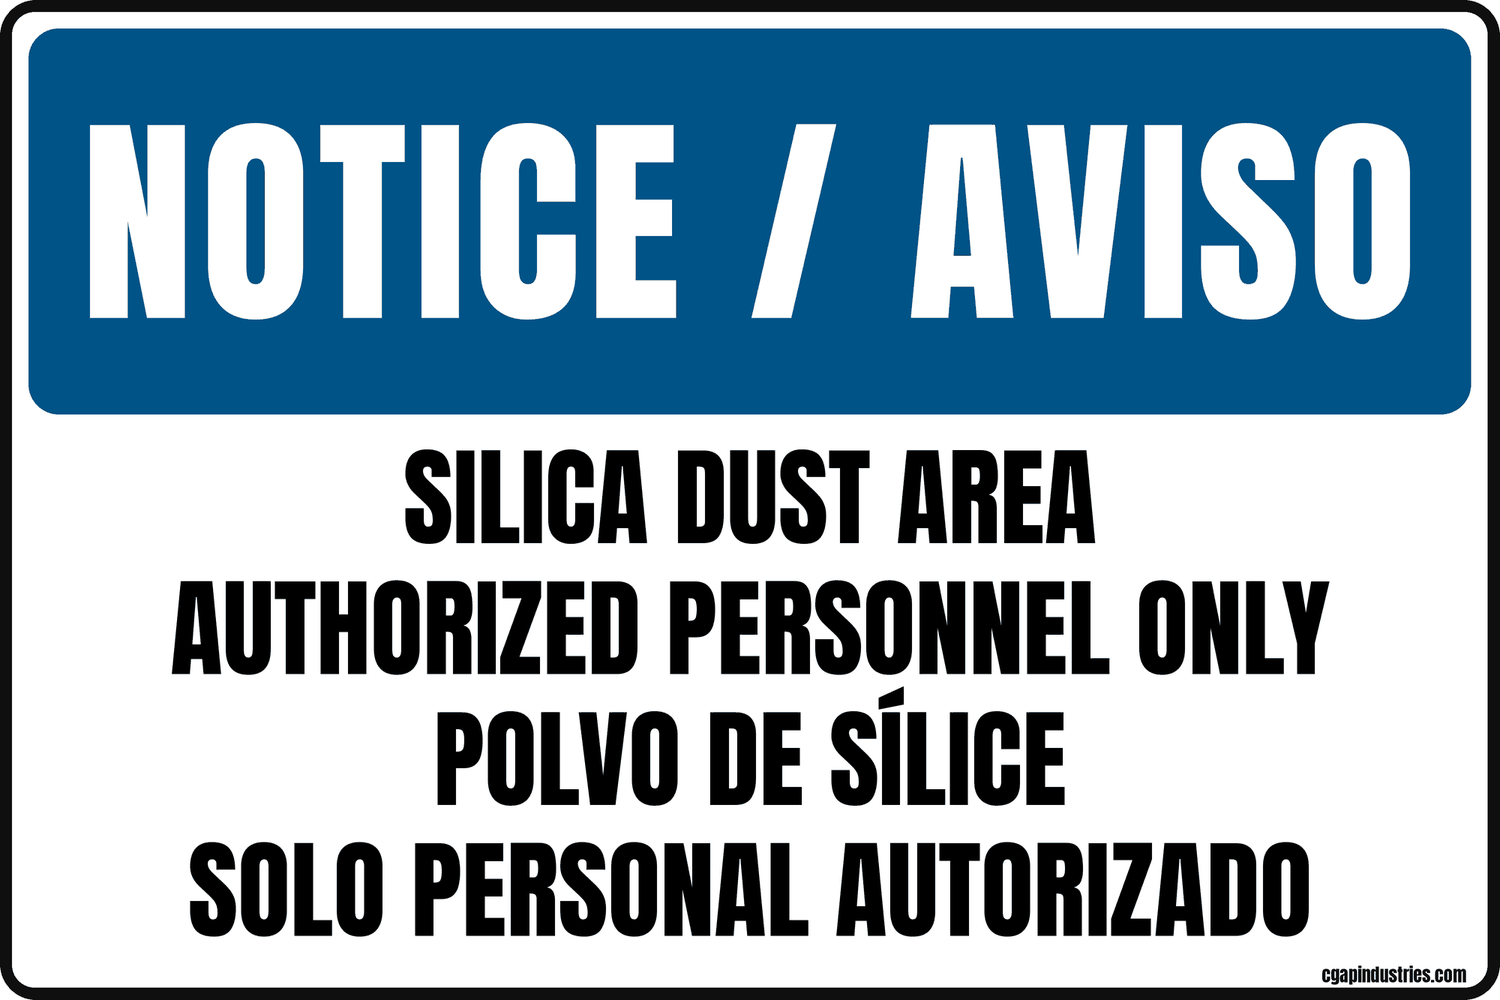 NOTICE / AVISO
SILICA DUST AREA
AUTHORIZED PERSONNEL ONLY
POLVO DE SÍLICE
SOLO PERSONAL AUTORIZADO
cgapindustries.com